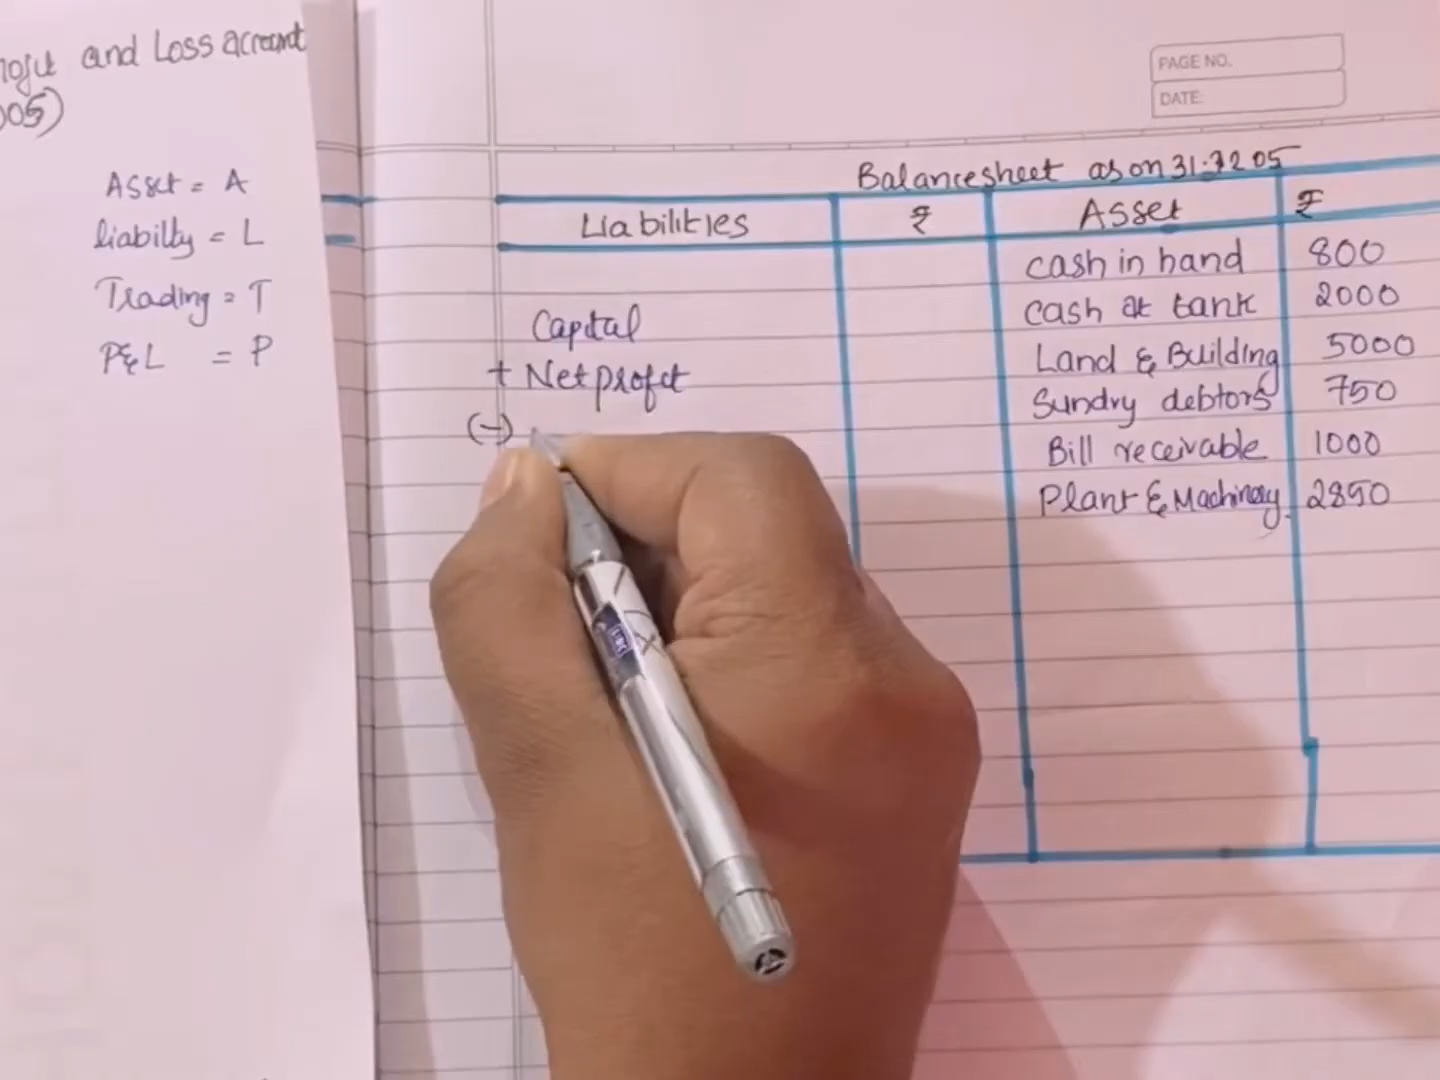 and Loss account
05)
Asset = A
liabilty = L
Trading = T
P&L = P
PAGE NO.
DATE:
Balancesheet as on 31.12 05
Liabilities ₹ Asset ₹
cash in hand 800
cash at bank 2000
Capital
Land & Building 5000
+ Net profit
Sundry debtors 750
(-)
Bill receivable 1000
Plant & Machinery 2850